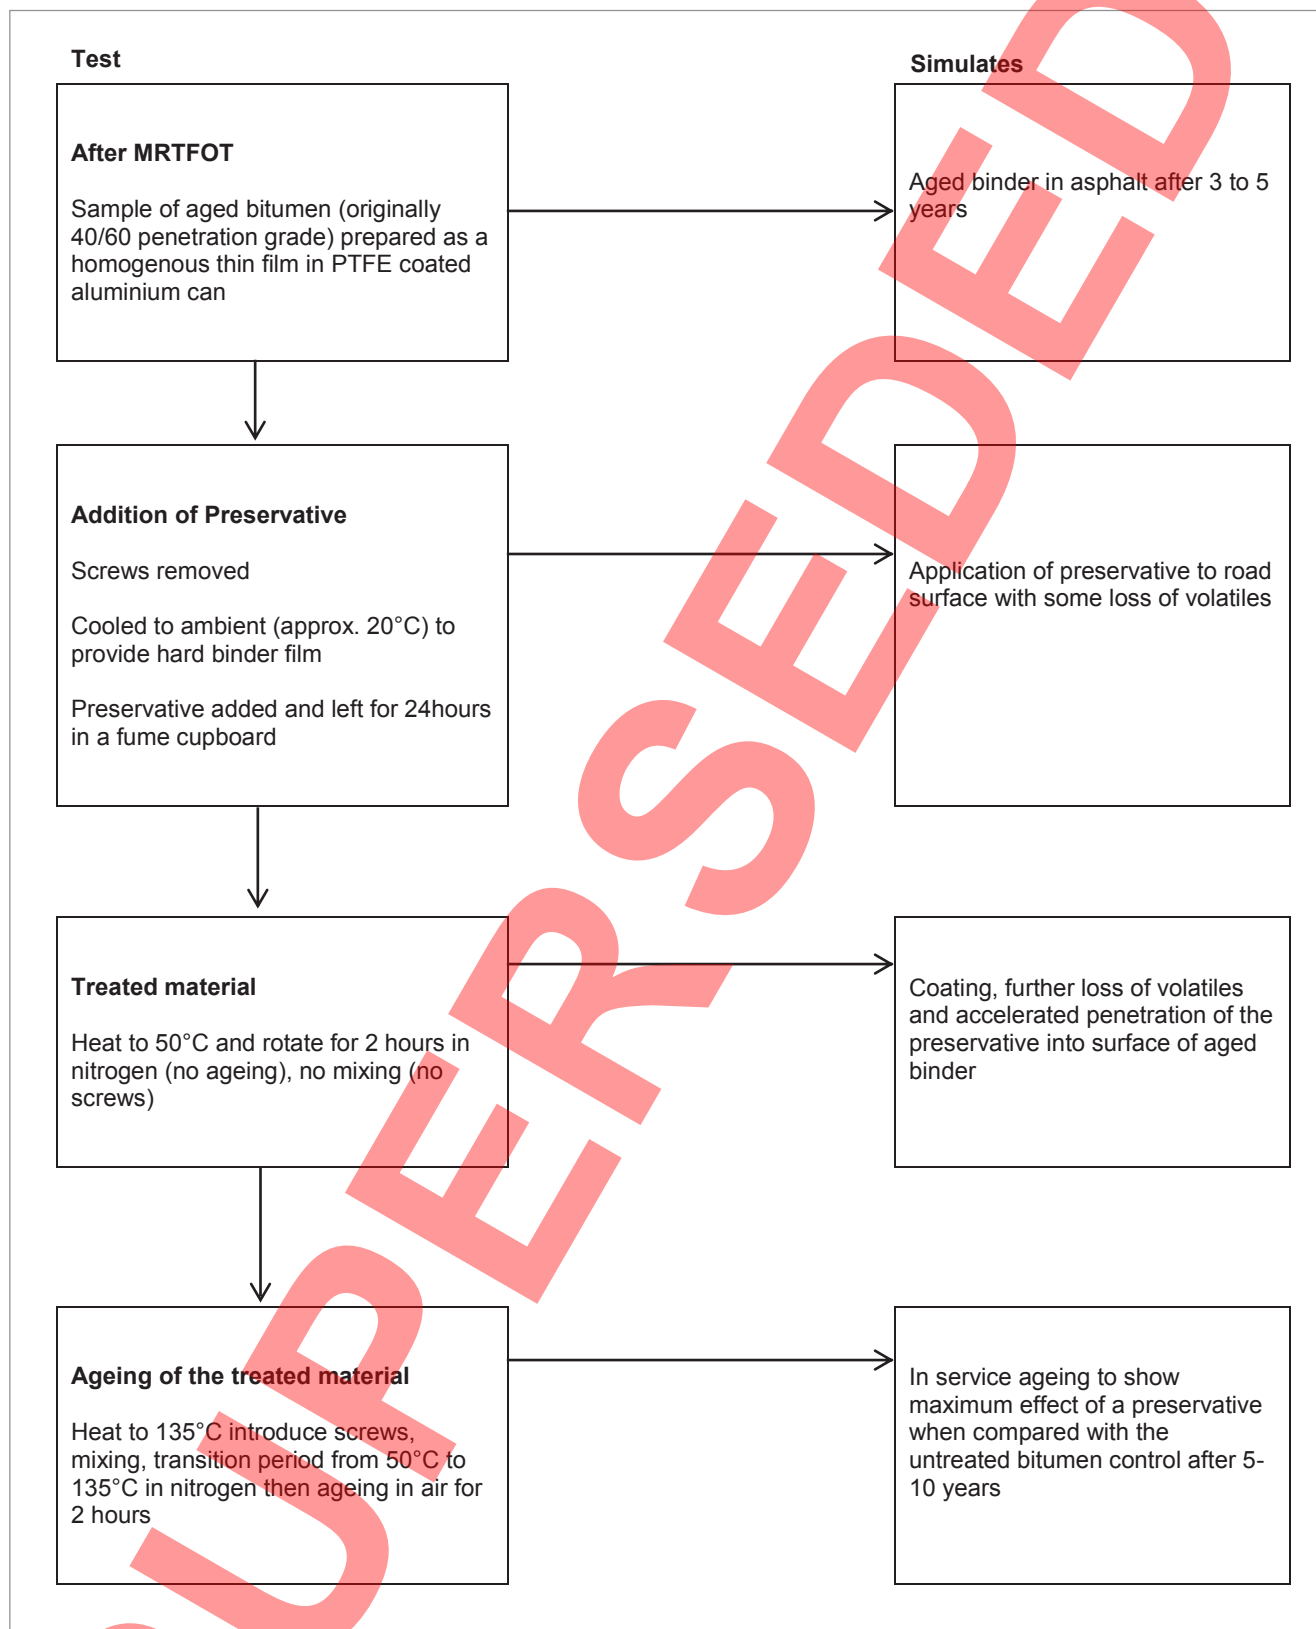 Test
Simulates
After MRTFOT
Sample of aged bitumen (originally
40/60 penetration grade) prepared as a
homogenous thin film in PTFE coated
aluminium can
Aged binder in asphalt after 3 to 5
years
Addition of Preservative
Screws removed
Cooled to ambient (approx. 20°C) to
provide hard binder film
Preservative added and left for 24hours
in a fume cupboard
Application of preservative to road
surface with some loss of volatiles
Treated material
Heat to 50°C and rotate for 2 hours in
nitrogen (no ageing), no mixing (no
screws)
Coating, further loss of volatiles
and accelerated penetration of the
preservative into surface of aged
binder
Ageing of the treated material
Heat to 135°C introduce screws,
mixing, transition period from 50°C to
135°C in nitrogen then ageing in air for
2 hours
In service ageing to show
maximum effect of a preservative
when compared with the
untreated bitumen control after 5-
10 years
UPERSEDED